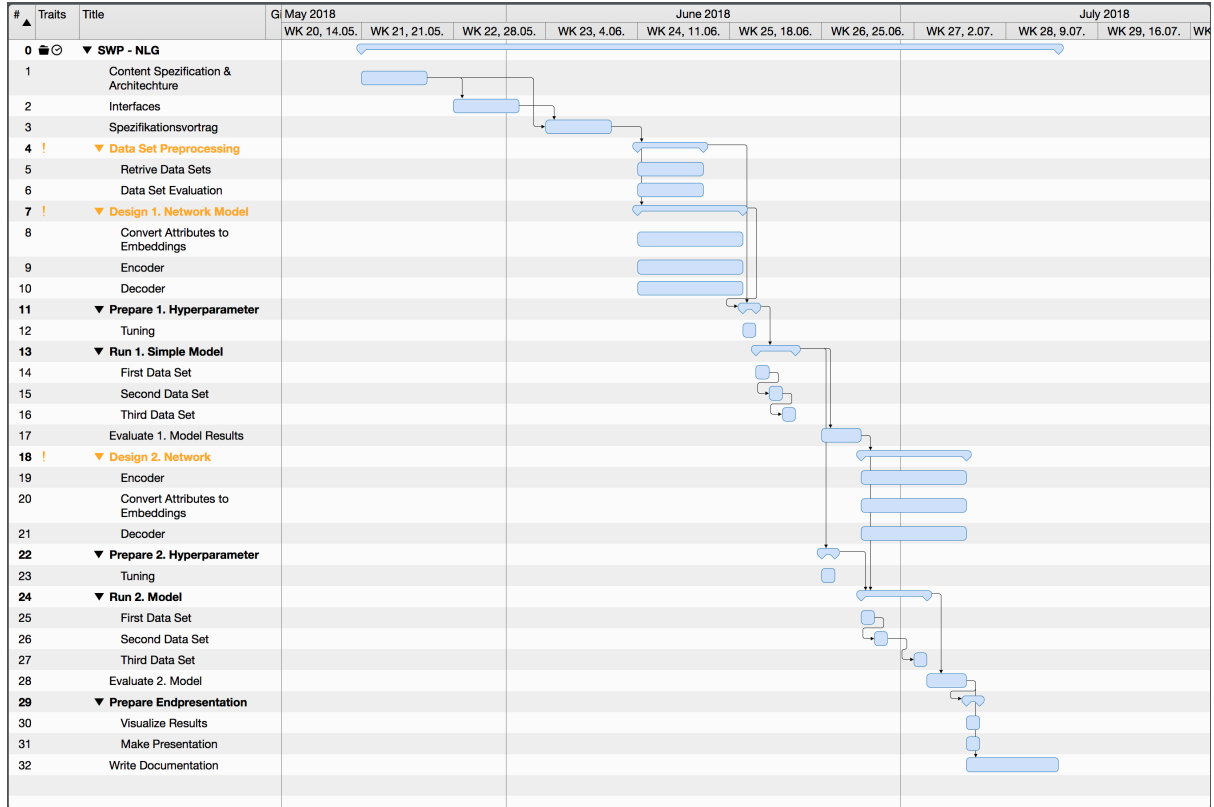 # Traits Title Gi May 2018 June 2018 July 2018
WK 20, 14.05. WK 21, 21.05. WK 22, 28.05. WK 23, 4.06. WK 24, 11.06. WK 25, 18.06. WK 26, 25.06. WK 27, 2.07. WK 28, 9.07. WK 29, 16.07. WK
0 SWP - NLG
1 Content Spezification &
Architechture
2 Interfaces
3 Spezifikationsvortrag
4 ! Data Set Preprocessing
5 Retrive Data Sets
6 Data Set Evaluation
7 ! Design 1. Network Model
8 Convert Attributes to
Embeddings
9 Encoder
10 Decoder
11 Prepare 1. Hyperparameter
12 Tuning
13 Run 1. Simple Model
14 First Data Set
15 Second Data Set
16 Third Data Set
17 Evaluate 1. Model Results
18 ! Design 2. Network
19 Encoder
20 Convert Attributes to
Embeddings
21 Decoder
22 Prepare 2. Hyperparameter
23 Tuning
24 Run 2. Model
25 First Data Set
26 Second Data Set
27 Third Data Set
28 Evaluate 2. Model
29 Prepare Endpresentation
30 Visualize Results
31 Make Presentation
32 Write Documentation